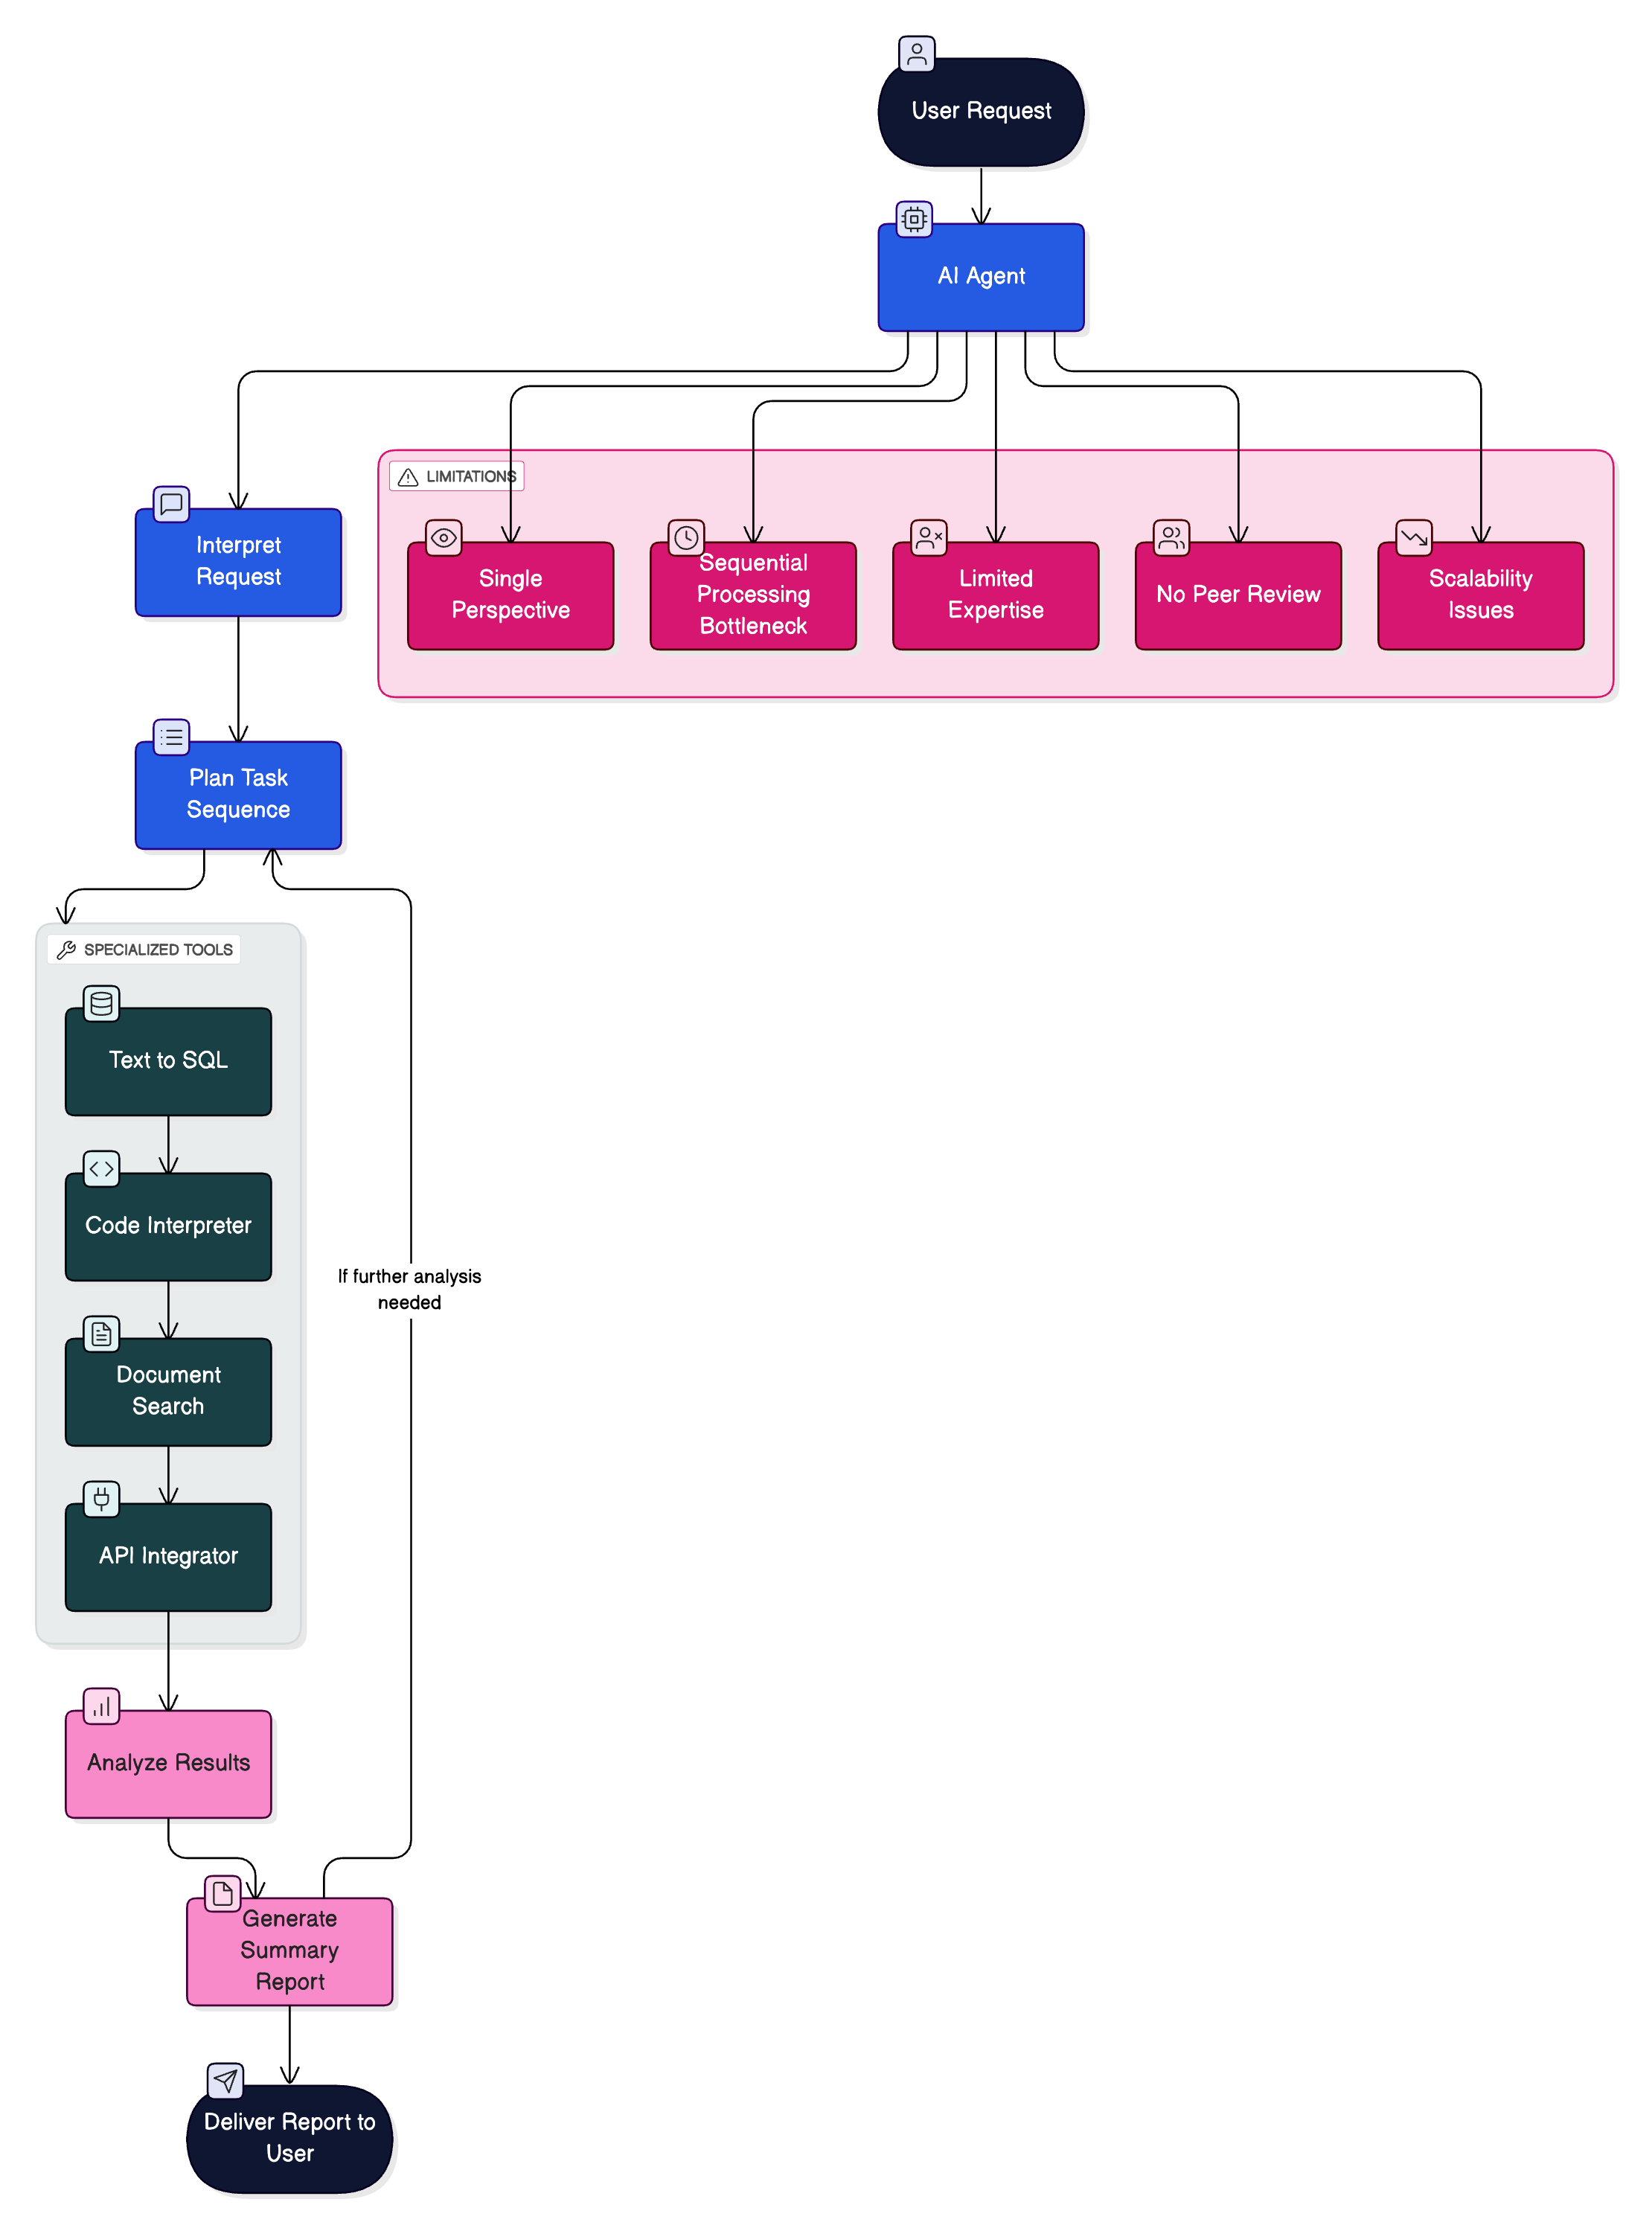 User Request
AI Agent
LIMITATIONS
Interpret
Request
Single
Perspective
Sequential
Processing
Bottleneck
Limited
Expertise
No Peer Review
Scalability
Issues
Plan Task
Sequence
SPECIALIZED TOOLS
Text to SQL
Code Interpreter
If further analysis
needed
Document
Search
API Integrator
Analyze Results
Generate
Summary
Report
Deliver Report to
User